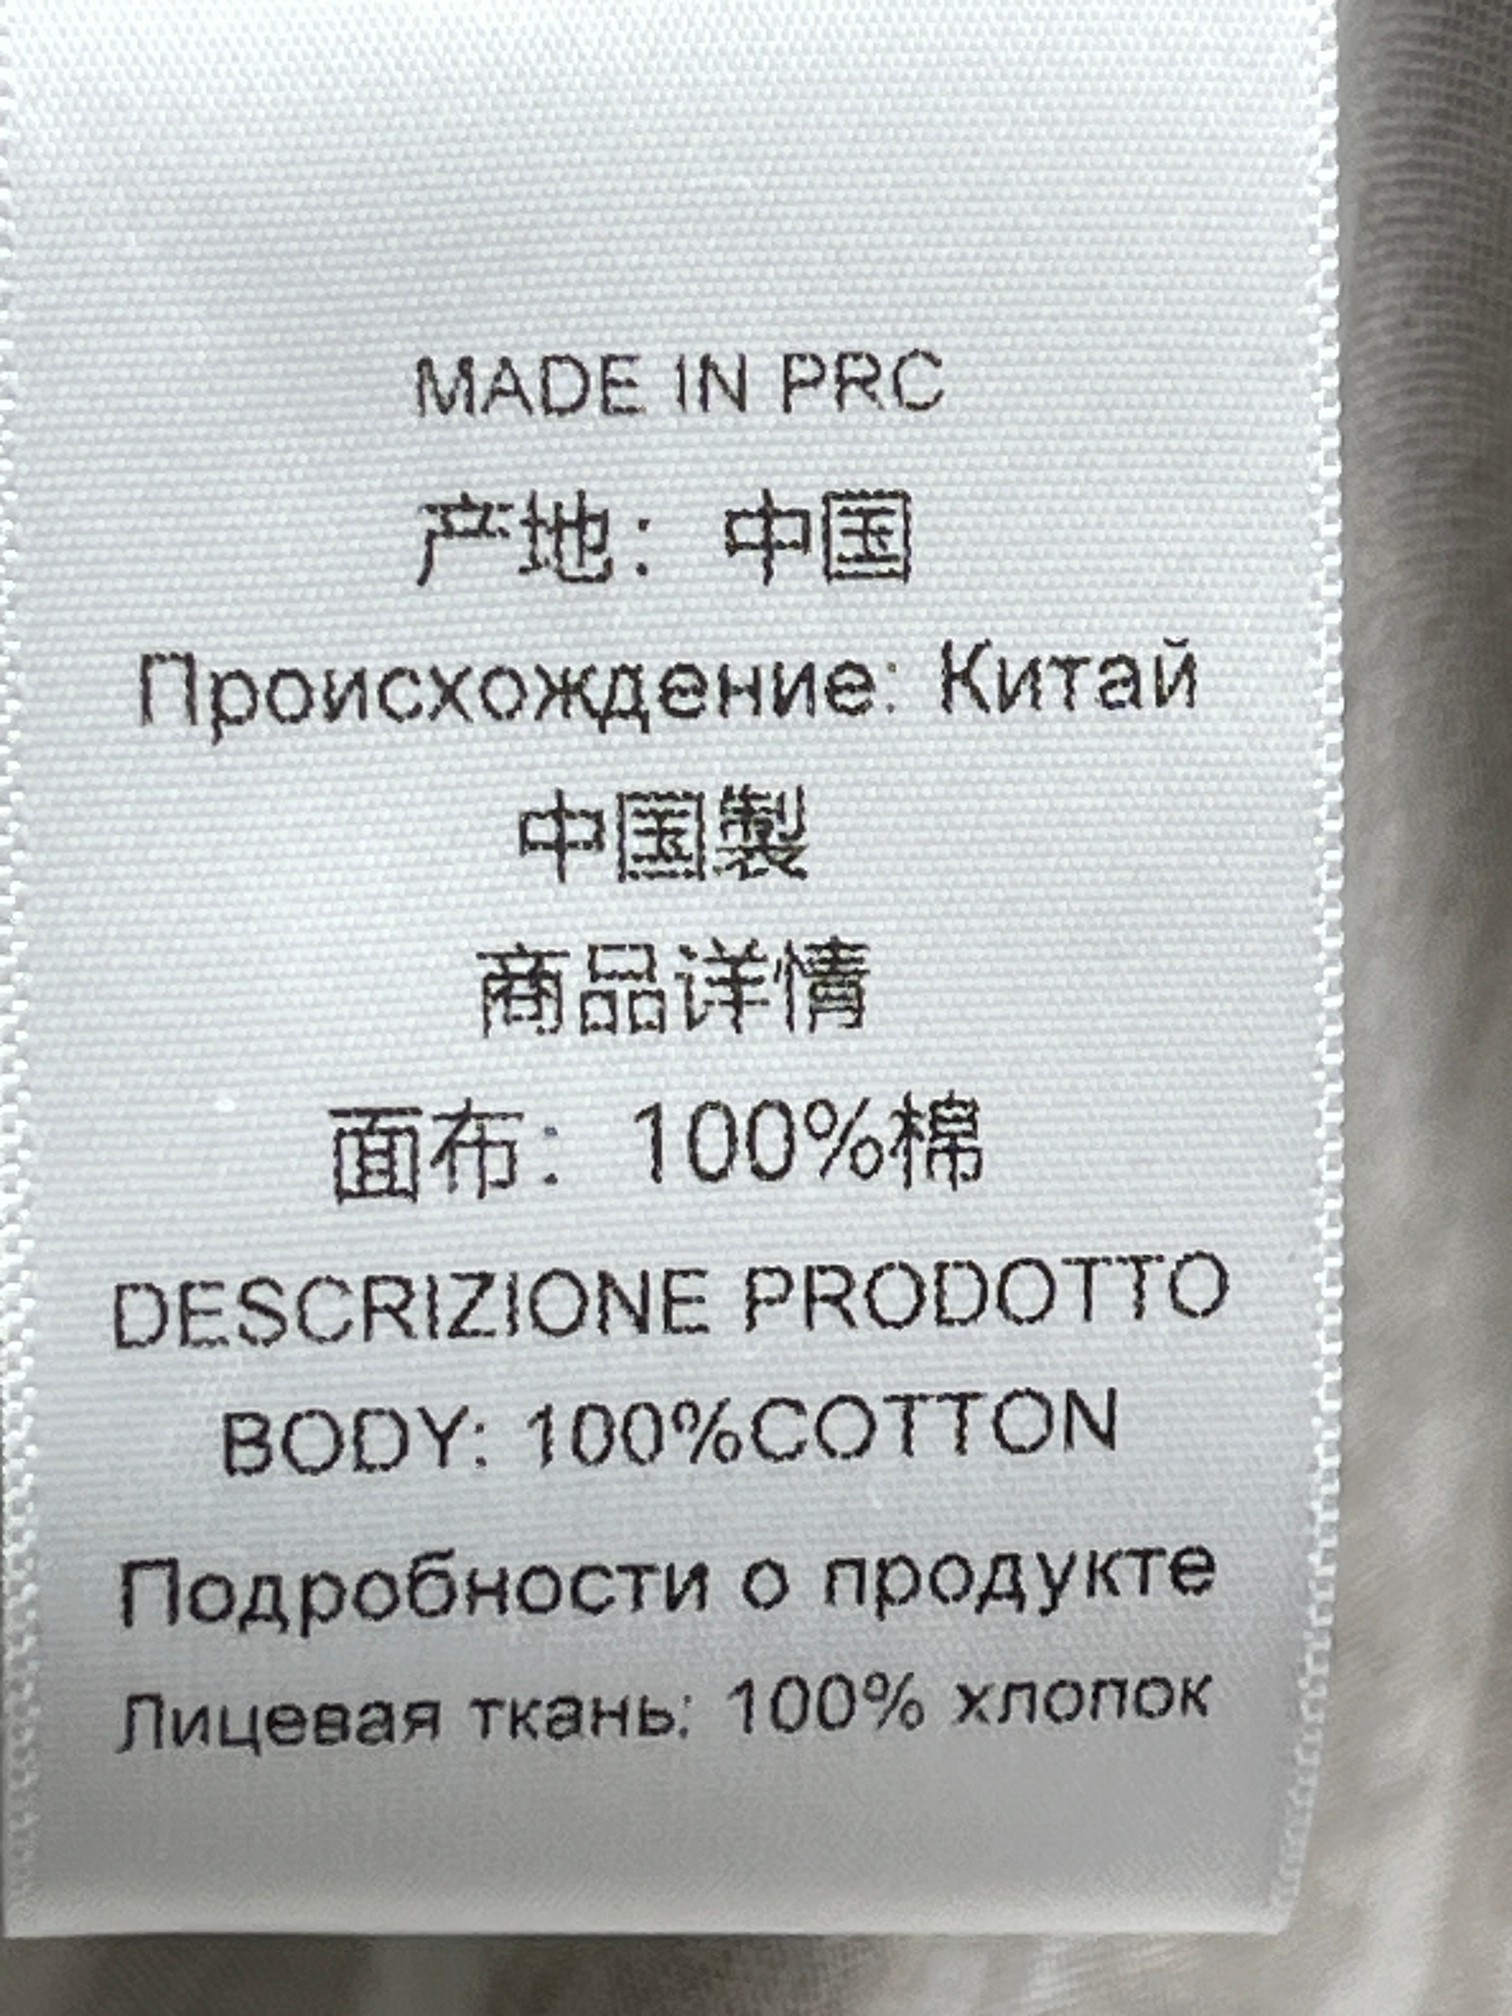 MADE IN PRC
产地：中国
Происхождение: Китай
中国製
商品详情
面布：100%棉
DESCRIZIONE PRODOTTO
BODY: 100%COTTON
Подробности о продукте
Лицевая ткань: 100% хлопок